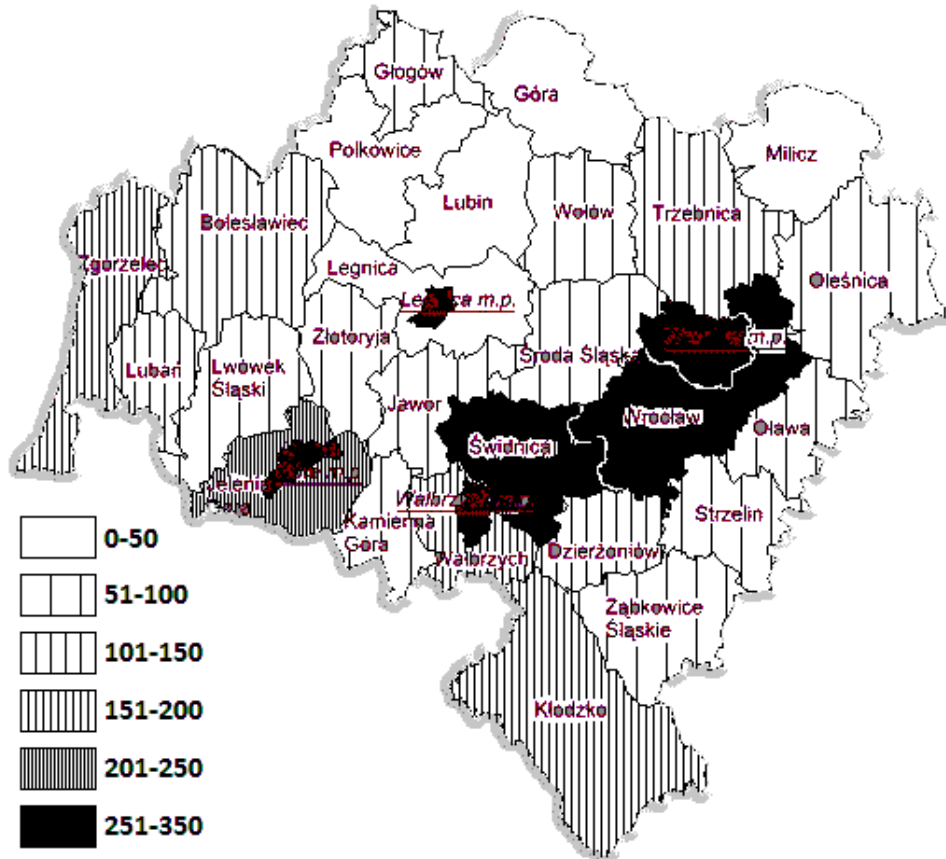 Głogów
Góra
Milicz
Polkowice
Lubin
Wołów
Trzebnica
Bolesławiec
Zgorzelec
Legnica
Oleśnica
m.p.
m.p.
Złotoryja
Środa Śląska
Lubań
Lwówek
Śląski
Jawor
Wrocław
Oława
Świdnica
Jelenia
m.p.
Strzelin
Kamienna
Góra
Dzierżoniów
Wałbrzych
Ząbkowice
Śląskie
Kłodzko
0-50
51-100
101-150
151-200
201-250
251-350